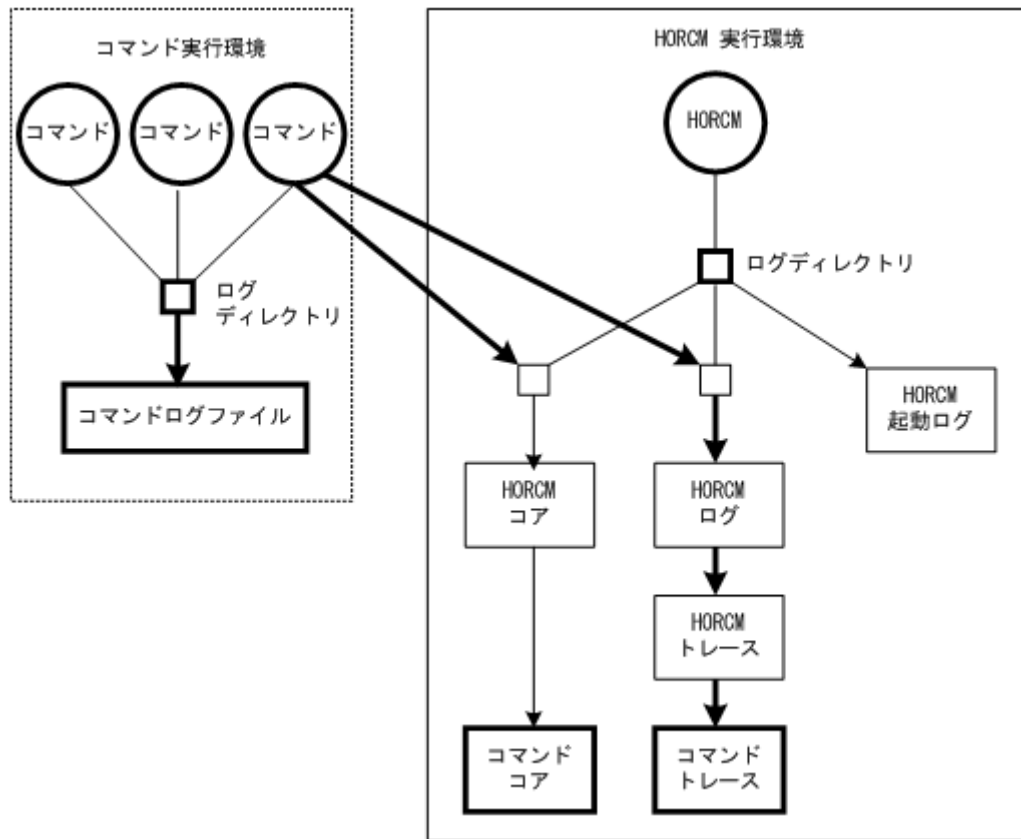 コマンド実行環境
コマンド
コマンド
コマンド
ログ
ディレクトリ
コマンドログファイル
HORCM 実行環境
HORCM
ログディレクトリ
HORCM
起動ログ
HORCM
コア
HORCM
ログ
HORCM
トレース
コマンド
コア
コマンド
トレース